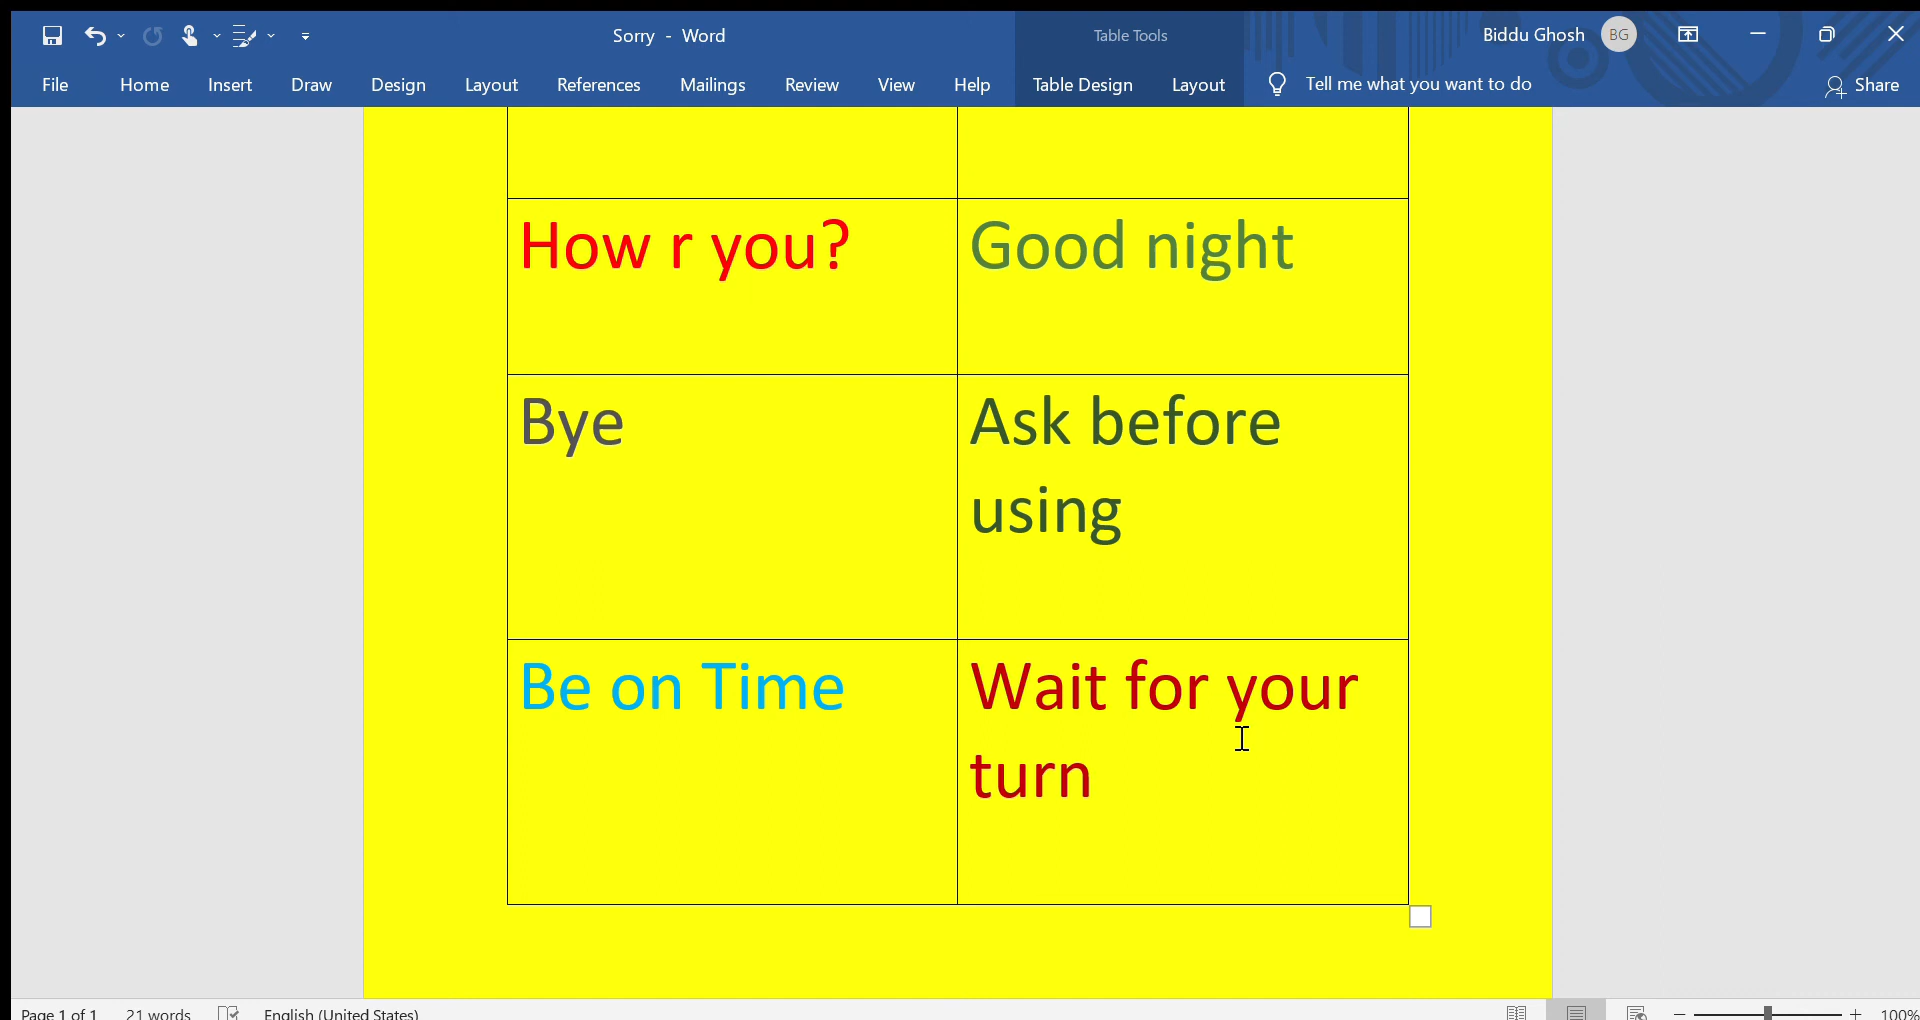 Sorry - Word
Table Tools
Biddu Ghosh
BG
File Home Insert Draw Design Layout References Mailings Review View Help Table Design Layout Tell me what you want to do Share
How r you? Good night
Bye Ask before
using
Be on Time Wait for your
turn
Page 1 of 1 21 words English (United States) 100%